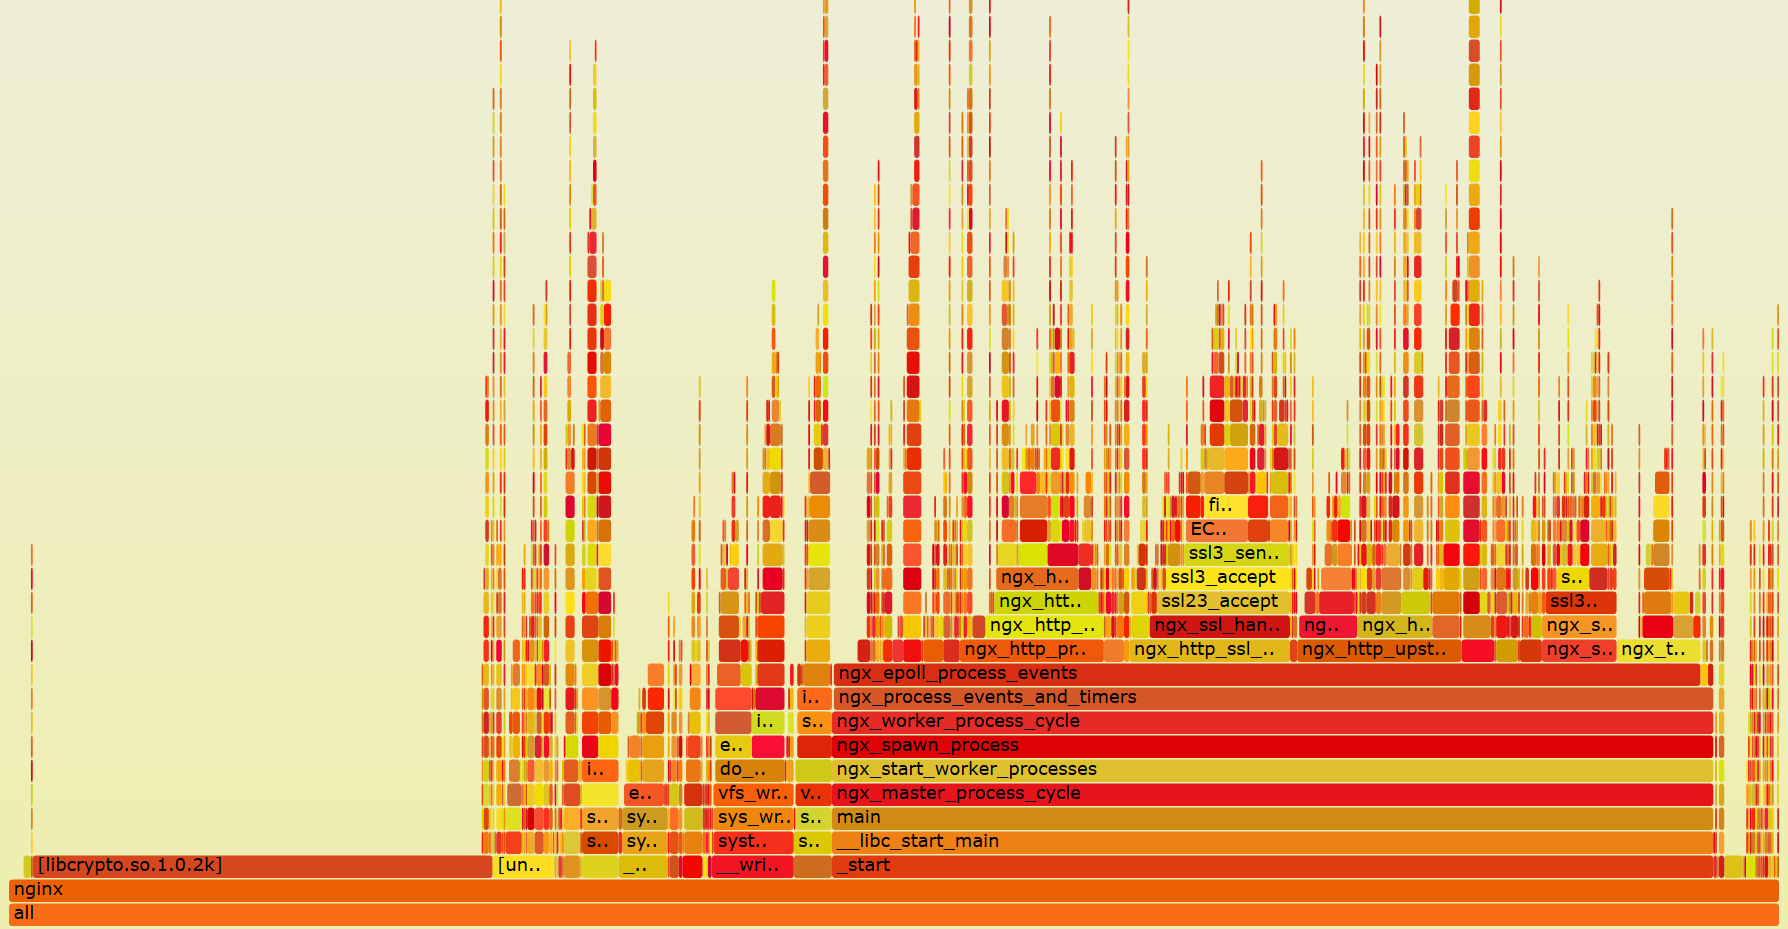 fi..
EC..
ssl3_sen..
ngx_h.. ssl3_accept s..
ngx_htt.. ssl23_accept ssl3..
ngx_http_.. ngx_ssl_han.. ng.. ngx_h.. ngx_s..
ngx_http_pr.. ngx_http_ssl_.. ngx_http_upst.. ngx_s.. ngx_t..
ngx_epoll_process_events
i.. ngx_process_events_and_timers
i.. s.. ngx_worker_process_cycle
e.. ngx_spawn_process
i.. do_.. ngx_start_worker_processes
e.. vfs_wr.. v.. ngx_master_process_cycle
s.. sy.. sys_wr.. s.. main
s.. sy.. syst.. s.. __libc_start_main
[libcrypto.so.1.0.2k] [un.. _.. __wri.. _start
nginx
all